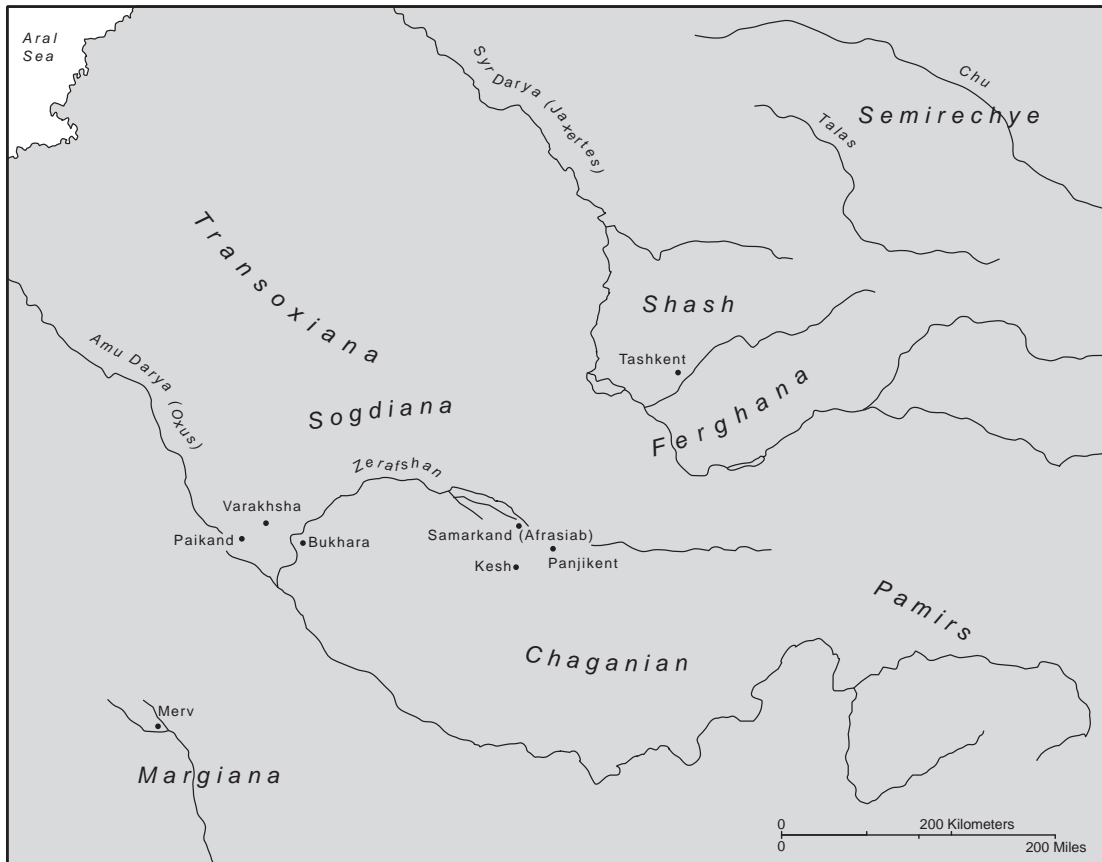 Aral
Sea
Syr Darya (Jaxertes)
Chu
Semirechye
Talas
Transoxiana
Shash
Amu Darya (Oxus)
Tashkent
Ferghana
Sogdiana
Zerafshan
Varakhsha
Paikand
Bukhara
Samarkand (Afrasiab)
Kesh
Panjikent
Pamirs
Chaganian
Merv
Margiana
0 200 Kilometers
0 200 Miles